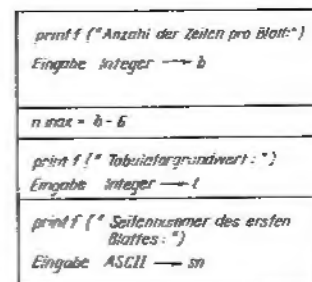 printf ("Anzahl der Zeilen pro Blatt:")
Eingabe Integer → b
n max = b - 6
printf (" Tabulatorgrundwert : ")
Eingabe Integer → t
printf (" Seitennummer des ersten
Blattes : ")
Eingabe ASCII → sn